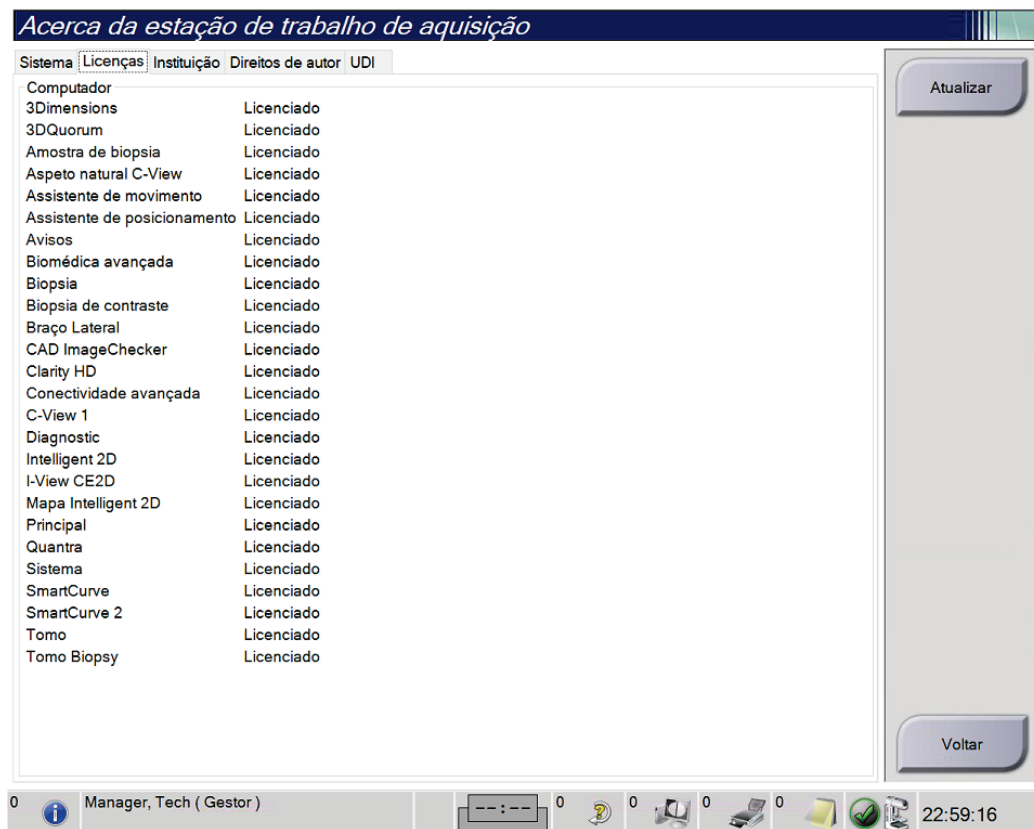 Acerca da estação de trabalho de aquisição
Sistema Licenças Instituição Direitos de autor UDI
Computador
3Dimensions Licenciado
3DQuorum Licenciado
Amostra de biopsia Licenciado
Aspeto natural C-View Licenciado
Assistente de movimento Licenciado
Assistente de posicionamento Licenciado
Avisos Licenciado
Biomédica avançada Licenciado
Biopsia Licenciado
Biopsia de contraste Licenciado
Braço Lateral Licenciado
CAD ImageChecker Licenciado
Clarity HD Licenciado
Conectividade avançada Licenciado
C-View 1 Licenciado
Diagnostic Licenciado
Intelligent 2D Licenciado
I-View CE2D Licenciado
Mapa Intelligent 2D Licenciado
Principal Licenciado
Quantra Licenciado
Sistema Licenciado
SmartCurve Licenciado
SmartCurve 2 Licenciado
Tomo Licenciado
Tomo Biopsy Licenciado
Atualizar
Voltar
0 Manager, Tech ( Gestor ) --:-- 0 0 0 0 22:59:16